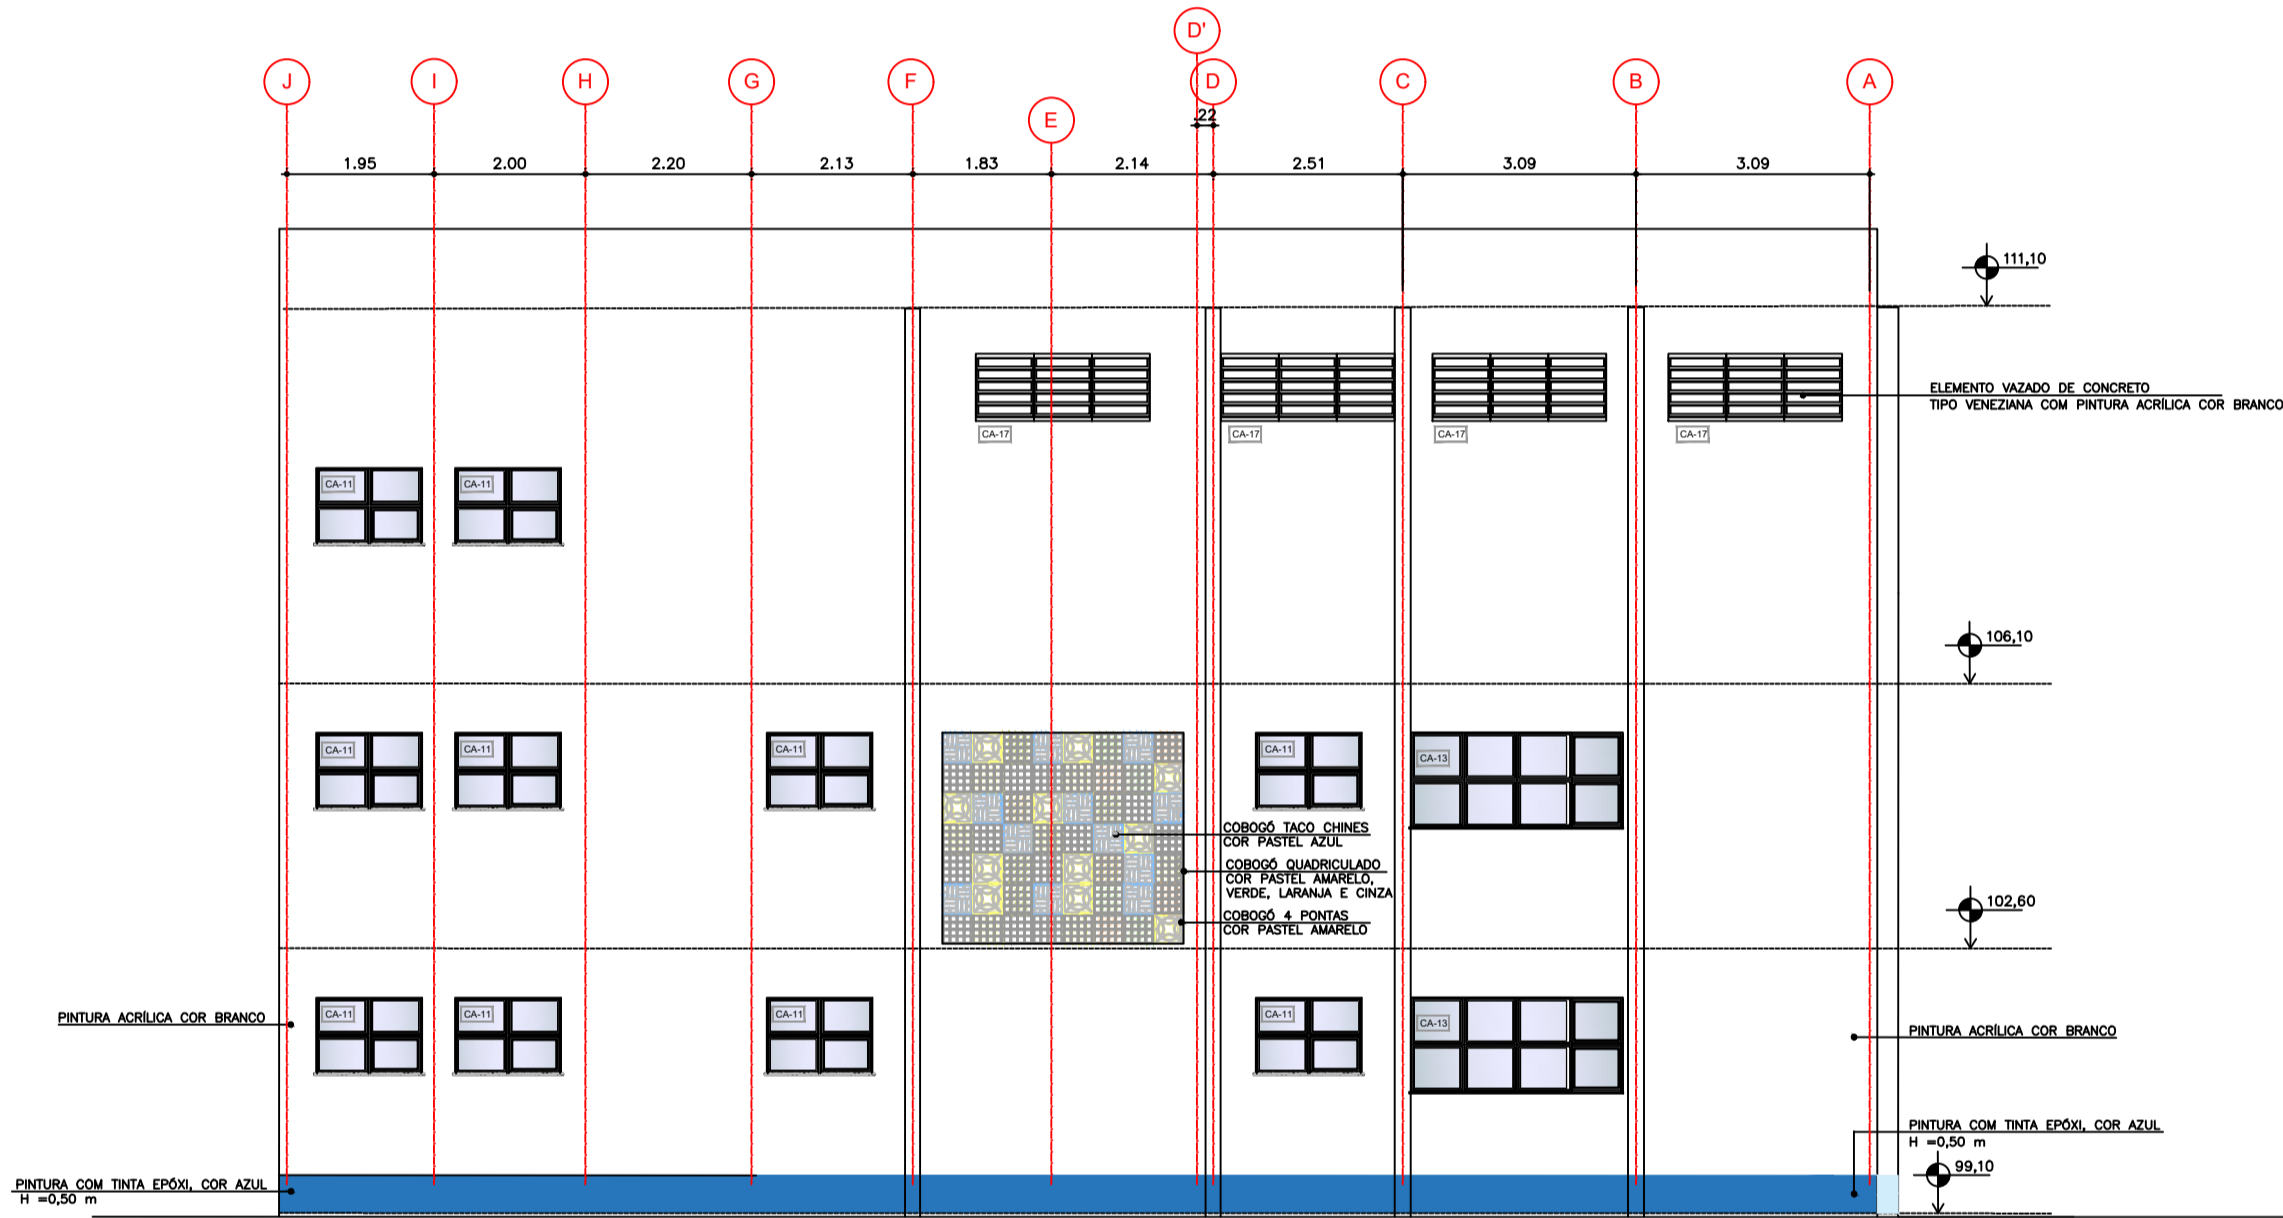 D'
J
I
H
G
F
D
C
B
A
E
.22
1.95
2.00
2.20
2.13
1.83
2.14
2.51
3.09
3.09
111,10
ELEMENTO VAZADO DE CONCRETO
TIPO VENEZIANA COM PINTURA ACRÍLICA COR BRANCO
CA-17
CA-17
CA-17
CA-17
CA-11
CA-11
106,10
CA-11
CA-11
CA-11
CA-11
CA-13
COBOGÓ TACO CHINES
COR PASTEL AZUL
COBOGÓ QUADRICULADO
COR PASTEL AMARELO,
VERDE, LARANJA E CINZA
COBOGÓ 4 PONTAS
COR PASTEL AMARELO
102,60
CA-11
CA-11
CA-11
CA-11
CA-13
PINTURA ACRÍLICA COR BRANCO
PINTURA ACRÍLICA COR BRANCO
PINTURA COM TINTA EPÓXI, COR AZUL
H =0,50 m
99,10
PINTURA COM TINTA EPÓXI, COR AZUL
H =0,50 m